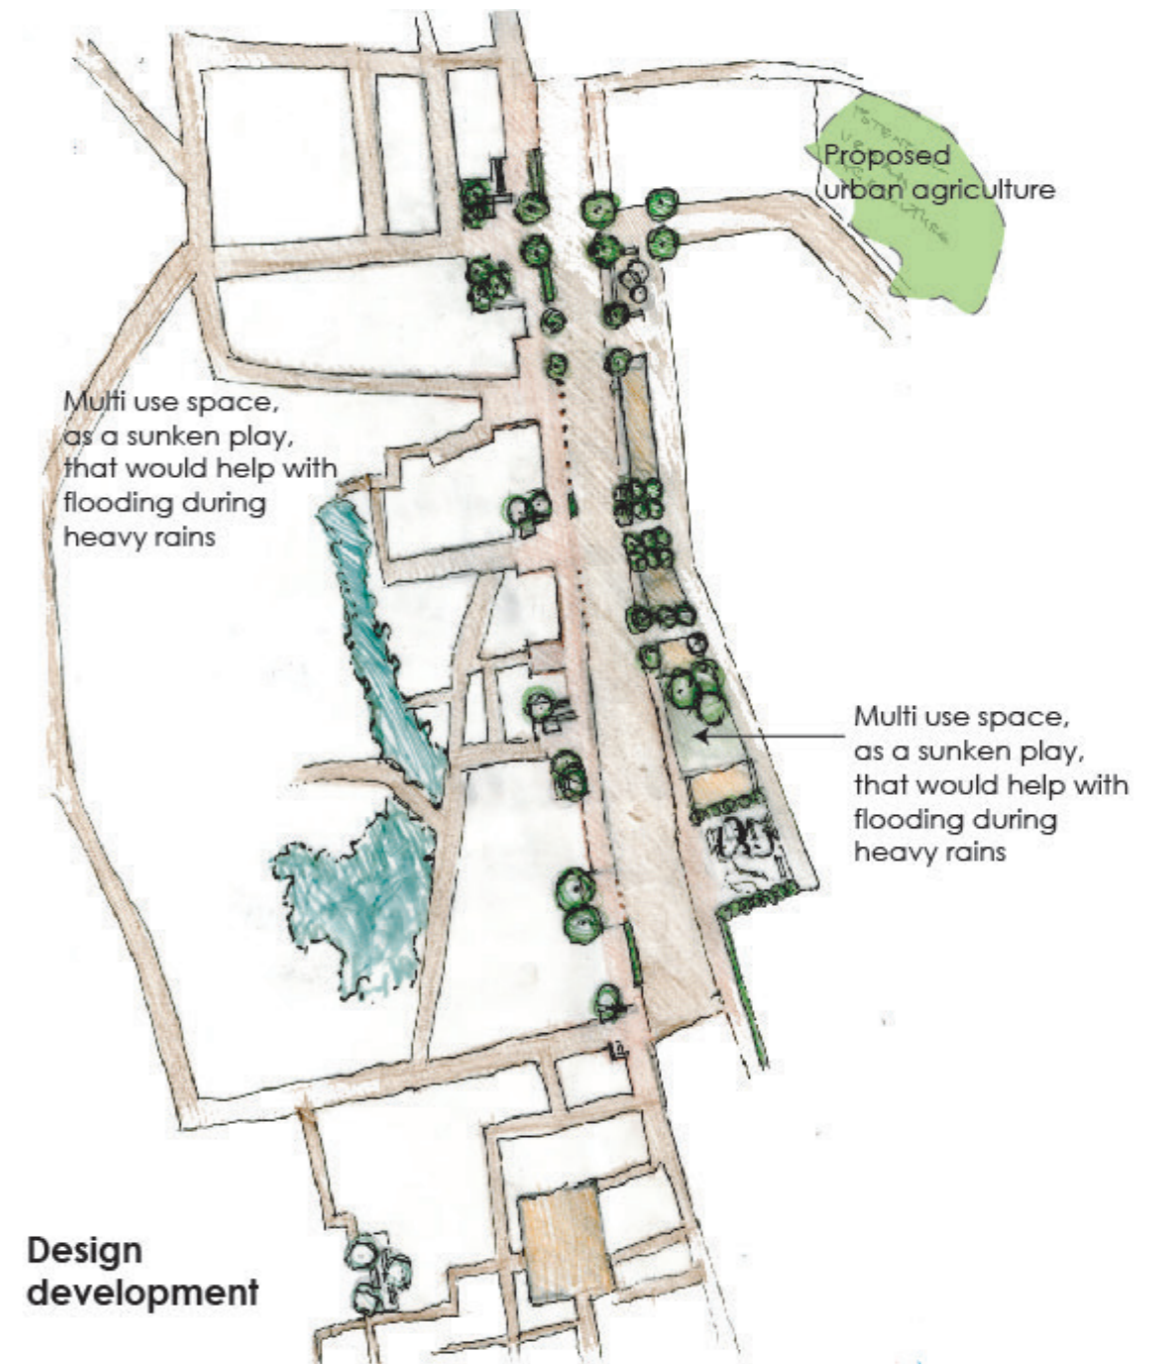 Proposed
urban agriculture
Multi use space,
as a sunken play,
that would help with
flooding during
heavy rains
Multi use space,
as a sunken play,
that would help with
flooding during
heavy rains
Design
development